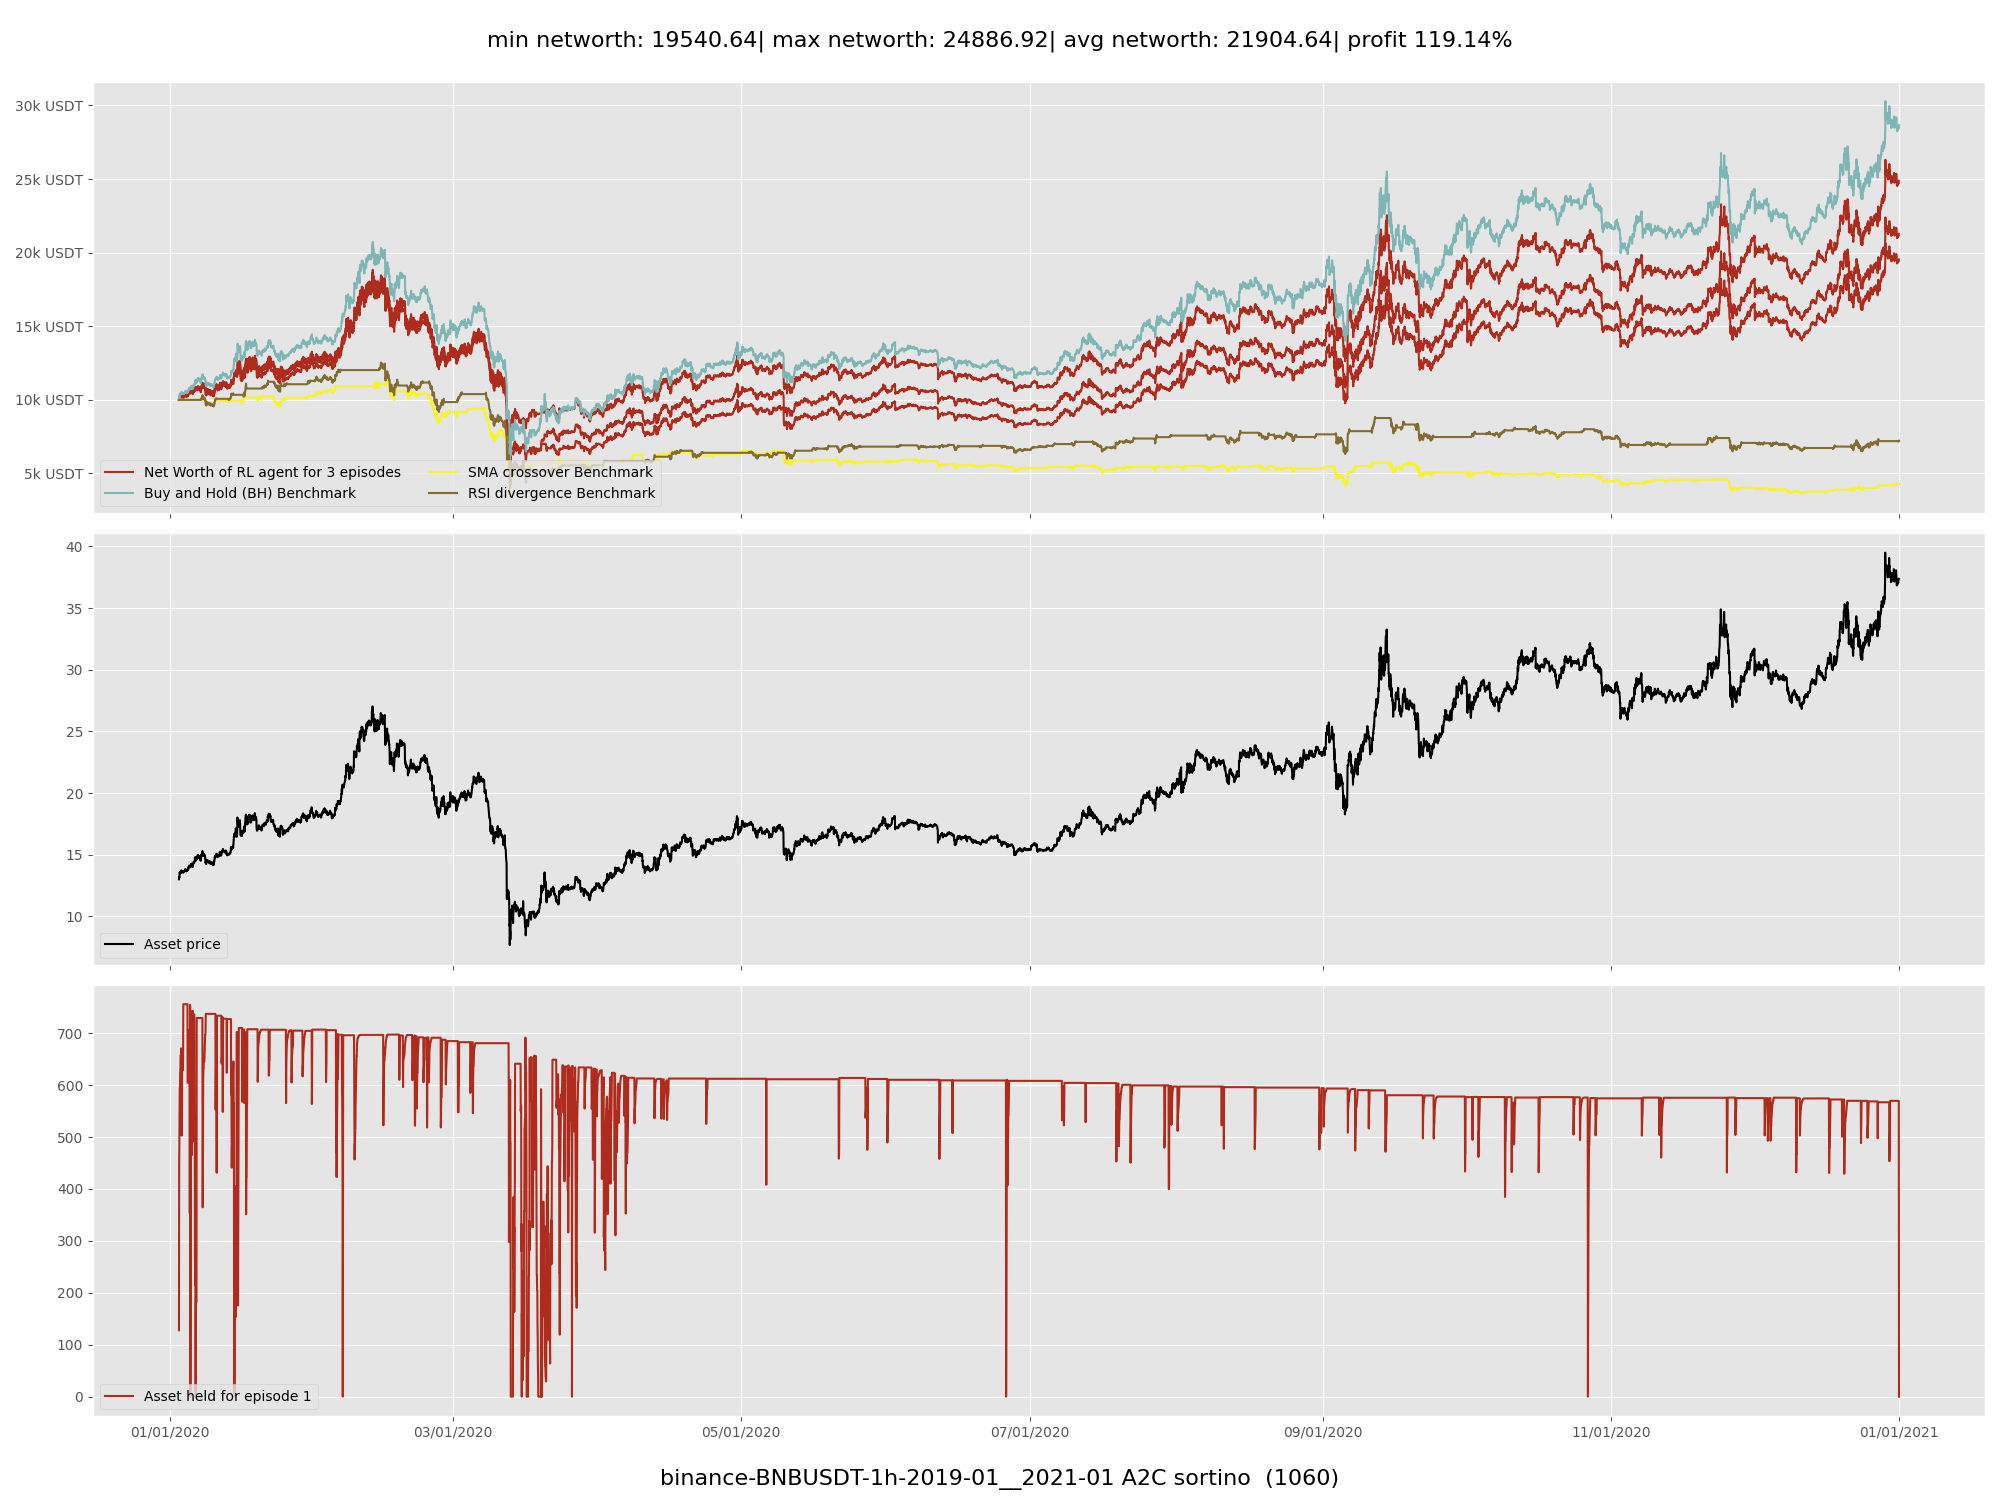 min networth: 19540.64| max networth: 24886.92| avg networth: 21904.64| profit 119.14%
30k USDT
25k USDT
20k USDT
15k USDT
10k USDT
5k USDT
Net Worth of RL agent for 3 episodes
Buy and Hold (BH) Benchmark
SMA crossover Benchmark
RSI divergence Benchmark
40
35
30
25
20
15
10
Asset price
700
600
500
400
300
200
100
0
Asset held for episode 1
01/01/2020 03/01/2020 05/01/2020 07/01/2020 09/01/2020 11/01/2020 01/01/2021
binance-BNBUSDT-1h-2019-01__2021-01 A2C sortino  (1060)